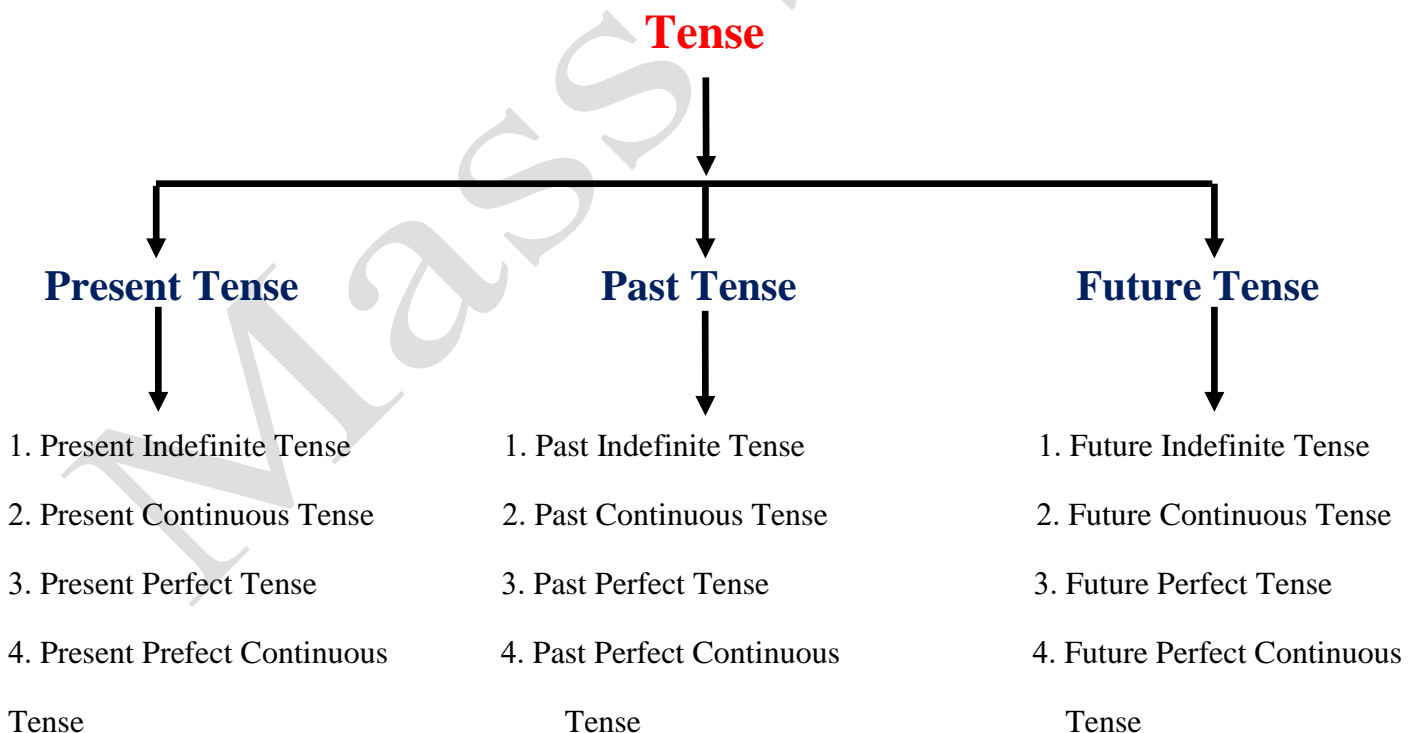 Tense
Present Tense Past Tense Future Tense
1. Present Indefinite Tense 1. Past Indefinite Tense 1. Future Indefinite Tense
2. Present Continuous Tense 2. Past Continuous Tense 2. Future Continuous Tense
3. Present Perfect Tense 3. Past Perfect Tense 3. Future Perfect Tense
4. Present Prefect Continuous 4. Past Perfect Continuous 4. Future Perfect Continuous
Tense Tense Tense
Mass